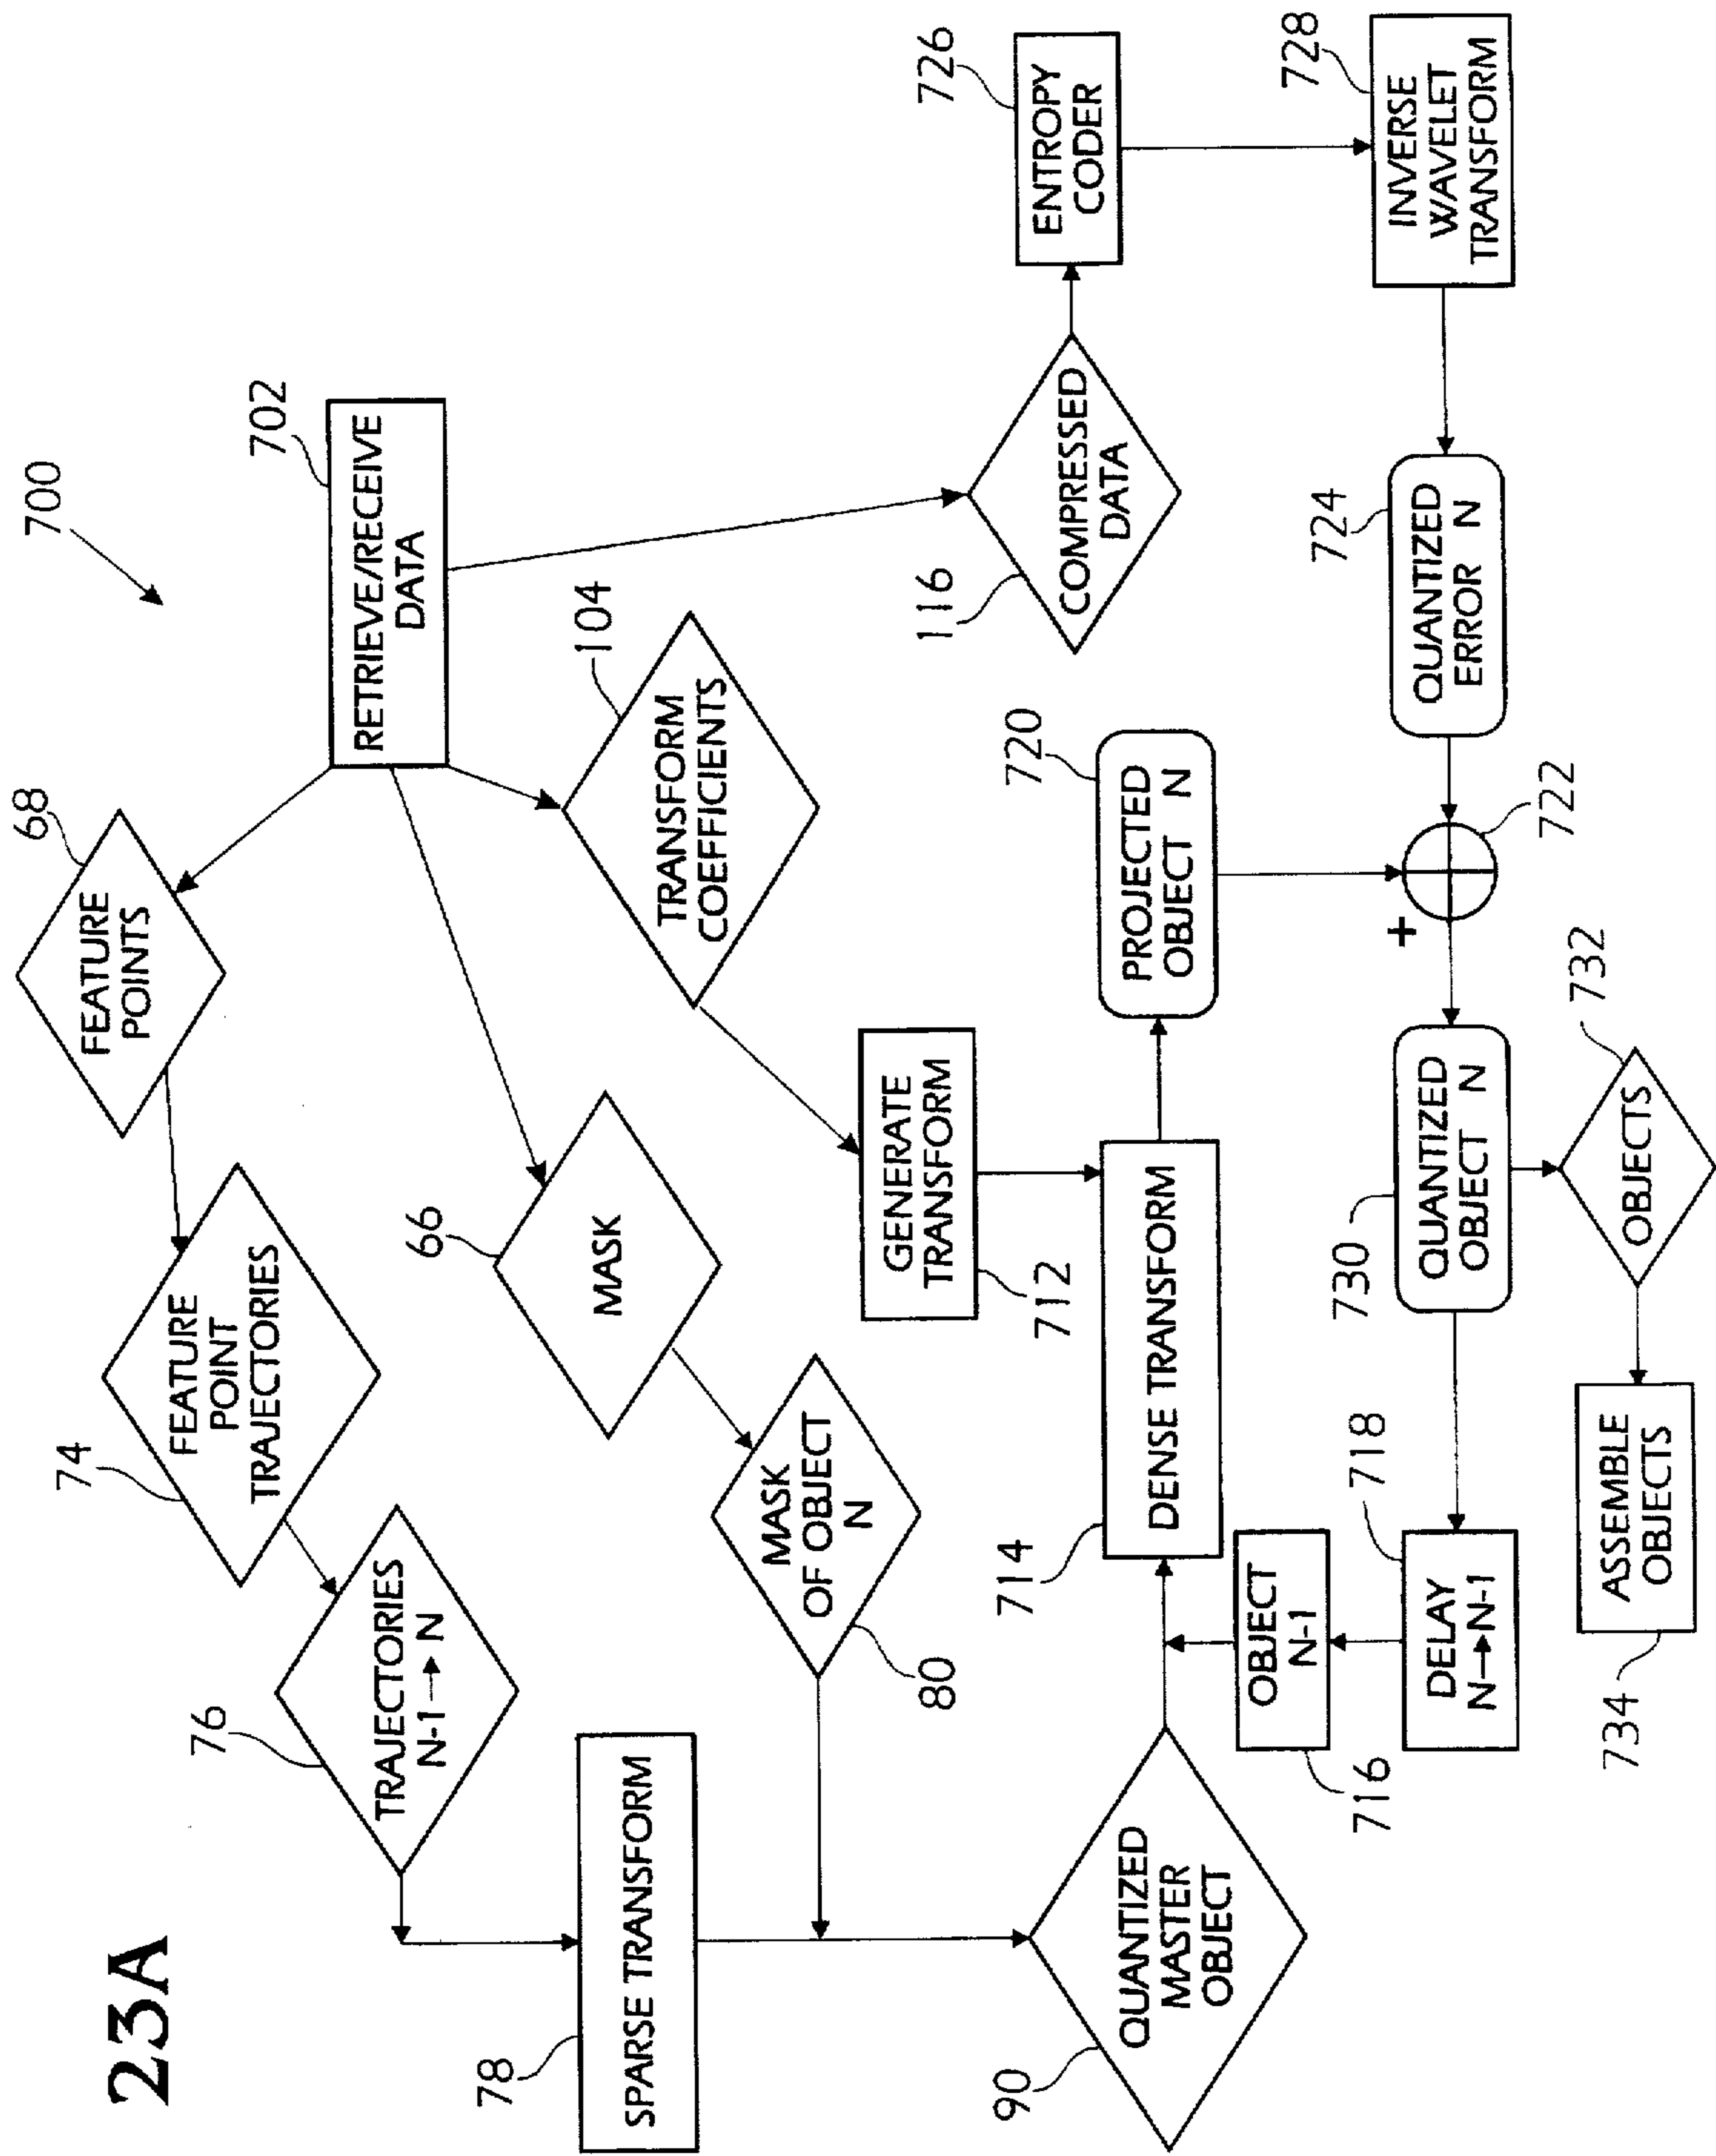 23A
700
702
RETRIEVE/RECEIVE
DATA
68
FEATURE
POINTS
74
FEATURE
POINT
TRAJECTORIES
76
TRAJECTORIES
N-1→N
78
SPARSE TRANSFORM
66
MASK
80
MASK
OF OBJECT
N
104
TRANSFORM
COEFFICIENTS
116
COMPRESSED
DATA
726
ENTROPY
CODER
728
INVERSE
WAVELET
TRANSFORM
90
QUANTIZED
MASTER
OBJECT
712
GENERATE
TRANSFORM
714
DENSE TRANSFORM
720
PROJECTED
OBJECT N
724
QUANTIZED
ERROR N
722
+
730
QUANTIZED
OBJECT N
716
OBJECT
N-1
718
DELAY
N→N-1
732
OBJECTS
734
ASSEMBLE
OBJECTS